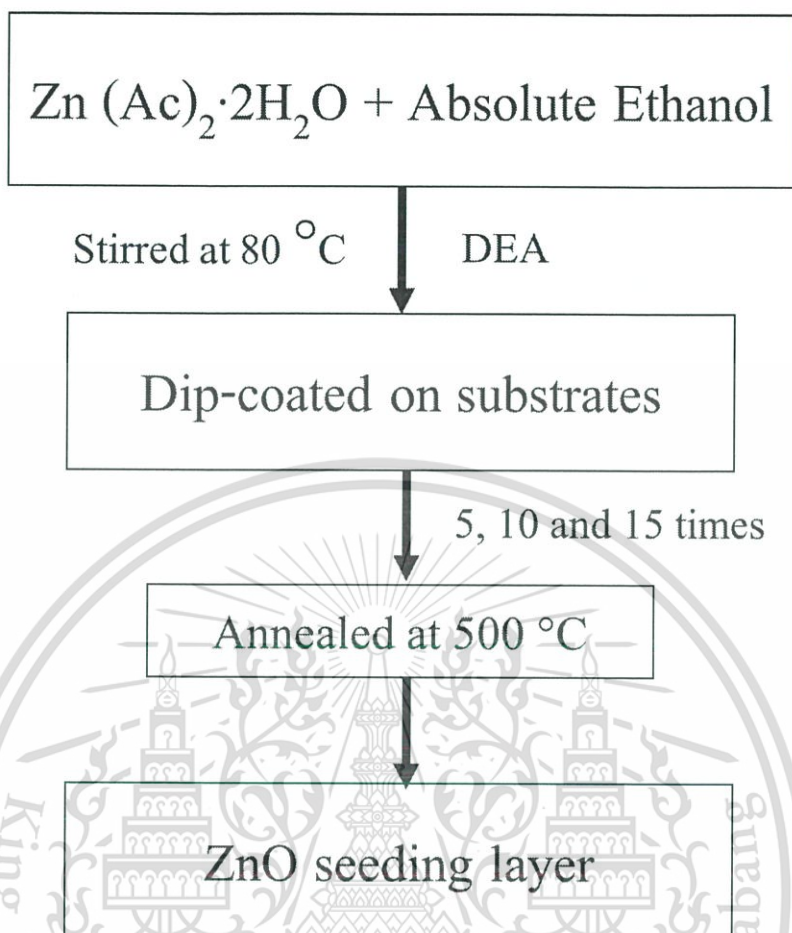 Zn (Ac)₂·2H₂O + Absolute Ethanol
Stirred at 80 °C DEA
Dip-coated on substrates
5, 10 and 15 times
Annealed at 500 °C
ZnO seeding layer
King